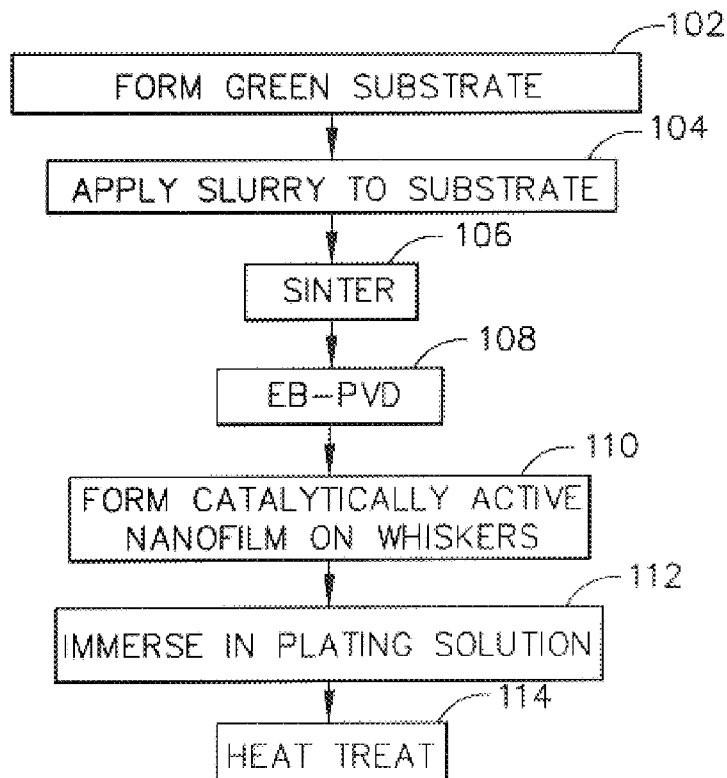 102
FORM GREEN SUBSTRATE
104
APPLY SLURRY TO SUBSTRATE
106
SINTER
108
EB-PVD
110
FORM CATALYTICALLY ACTIVE
NANOFILM ON WHISKERS
112
IMMERSE IN PLATING SOLUTION
114
HEAT TREAT